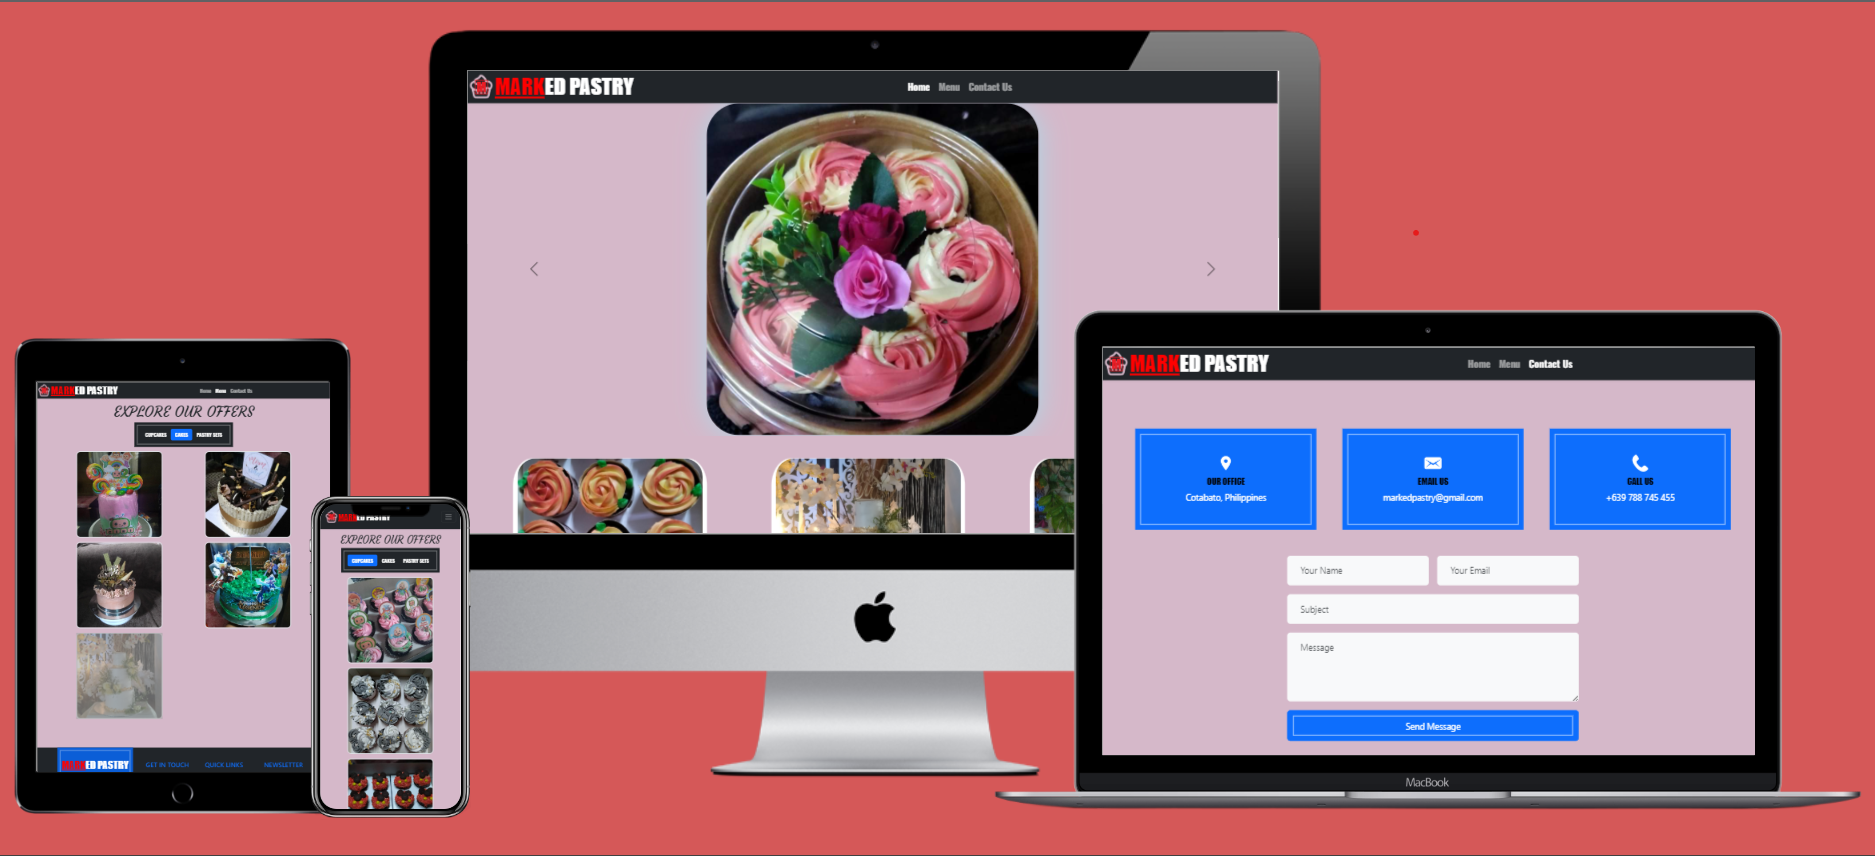 MARKED PASTRY
Home Menu Contact Us
MARKED PASTRY
Home Menu Contact Us
EXPLORE OUR OFFERS
CUPCAKES CAKES PASTRY SETS
MARKED PASTRY GET IN TOUCH QUICK LINKS NEWSLETTER
MARKED PASTRY
EXPLORE OUR OFFERS
CUPCAKES CAKES PASTRY SETS
MARKED PASTRY
Home Menu Contact Us
OUR OFFICE
Cotabato, Philippines
EMAIL US
markedpastry@gmail.com
CALL US
+639 788 745 455
Your Name
Your Email
Subject
Message
Send Message
MacBook